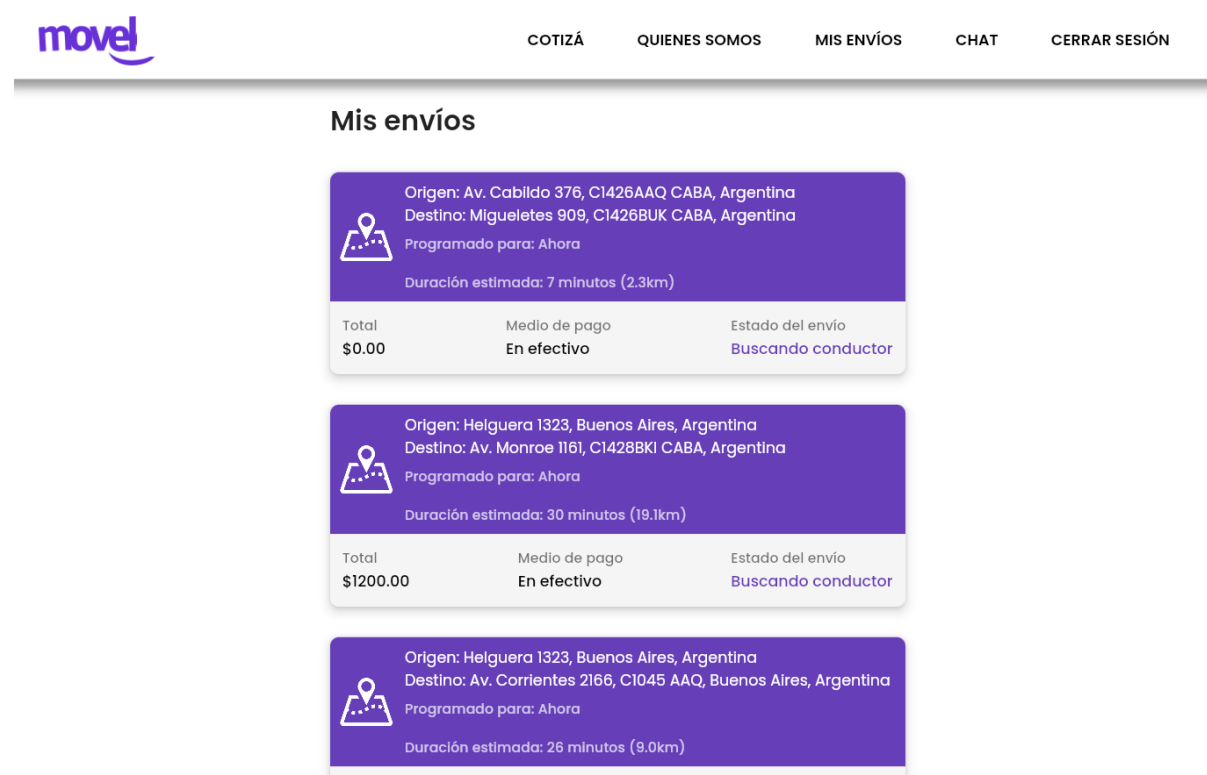 movel
COTIZÁ QUIENES SOMOS MIS ENVÍOS CHAT CERRAR SESIÓN
Mis envíos
Origen: Av. Cabildo 376, C1426AAQ CABA, Argentina
Destino: Migueletes 909, C1426BUK CABA, Argentina
Programado para: Ahora
Duración estimada: 7 minutos (2.3km)
Total Medio de pago Estado del envío
$0.00 En efectivo Buscando conductor
Origen: Helguera 1323, Buenos Aires, Argentina
Destino: Av. Monroe 1161, C1428BKI CABA, Argentina
Programado para: Ahora
Duración estimada: 30 minutos (19.1km)
Total Medio de pago Estado del envío
$1200.00 En efectivo Buscando conductor
Origen: Helguera 1323, Buenos Aires, Argentina
Destino: Av. Corrientes 2166, C1045 AAQ, Buenos Aires, Argentina
Programado para: Ahora
Duración estimada: 26 minutos (9.0km)